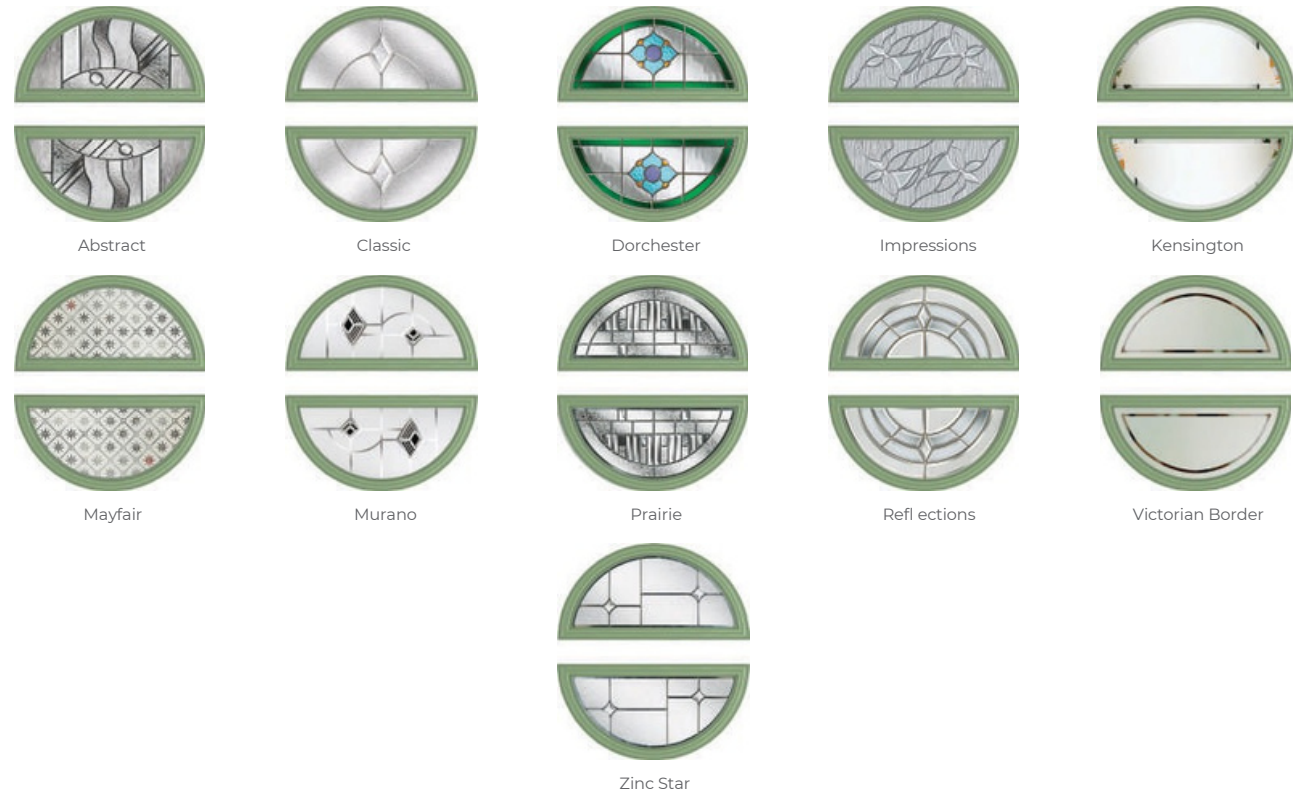 Abstract
Classic
Dorchester
Impressions
Kensington
Mayfair
Murano
Prairie
Refl ections
Victorian Border
Zinc Star